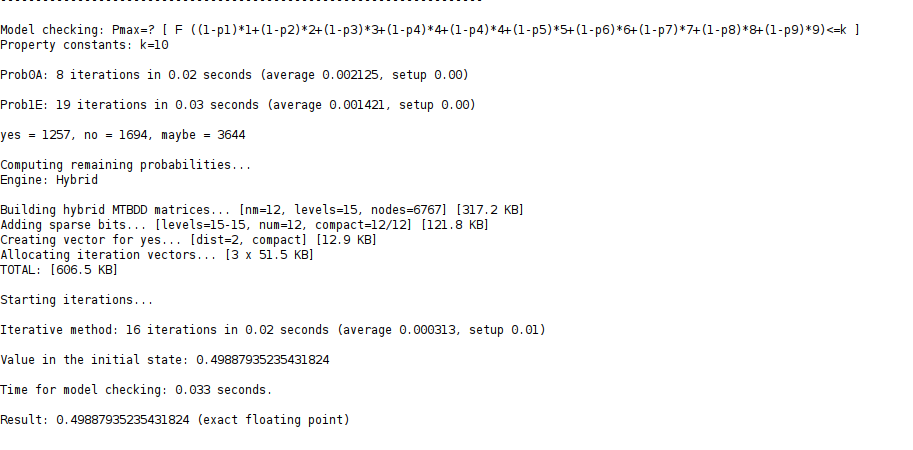 Model checking: Pmax=? [ F ((1-p1)*1+(1-p2)*2+(1-p3)*3+(1-p4)*4+(1-p4)*4+(1-p5)*5+(1-p6)*6+(1-p7)*7+(1-p8)*8+(1-p9)*9)<=k ]
Property constants: k=10
Prob0A: 8 iterations in 0.02 seconds (average 0.002125, setup 0.00)
Prob1E: 19 iterations in 0.03 seconds (average 0.001421, setup 0.00)
yes = 1257, no = 1694, maybe = 3644
Computing remaining probabilities...
Engine: Hybrid
Building hybrid MTBDD matrices... [nm=12, levels=15, nodes=6767] [317.2 KB]
Adding sparse bits... [levels=15-15, num=12, compact=12/12] [121.8 KB]
Creating vector for yes... [dist=2, compact] [12.9 KB]
Allocating iteration vectors... [3 x 51.5 KB]
TOTAL: [606.5 KB]
Starting iterations...
Iterative method: 16 iterations in 0.02 seconds (average 0.000313, setup 0.01)
Value in the initial state: 0.49887935235431824
Time for model checking: 0.033 seconds.
Result: 0.49887935235431824 (exact floating point)